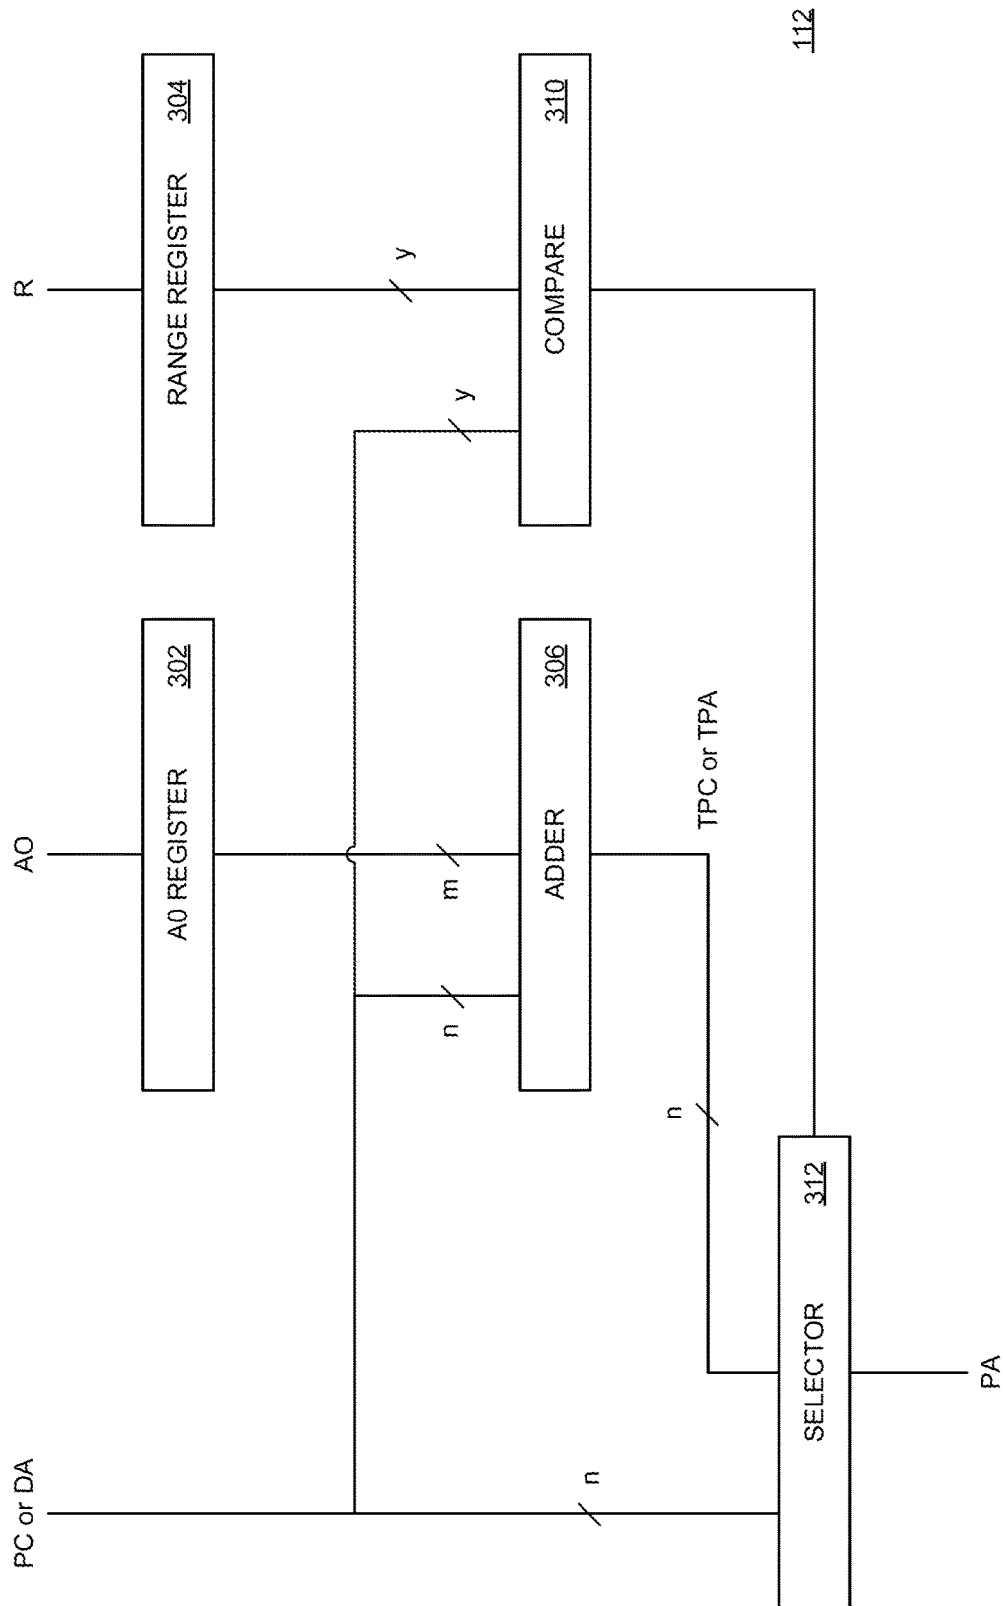 PC or DA
AO
R
A0 REGISTER 302
RANGE REGISTER 304
y
n
m
y
ADDER 306
COMPARE 310
n
n
TPC or TPA
SELECTOR 312
112
PA